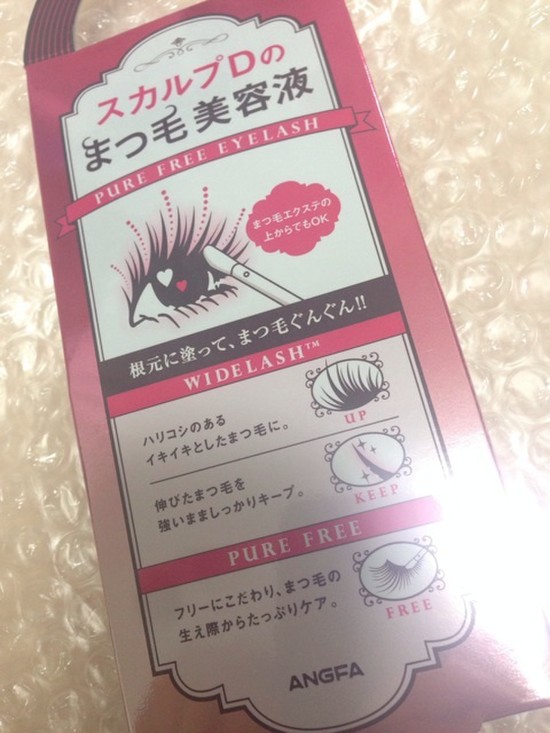 スカルプDの
まつ毛美容液
PURE FREE EYELASH
まつ毛エクステの
上からでもOK
根元に塗って、まつ毛ぐんぐん!!
WIDELASH™
ハリコシのある
イキイキとしたまつ毛に。
UP
伸びたまつ毛を
強いまましっかりキープ。
KEEP
PURE FREE
フリーにこだわり、まつ毛の
生え際からたっぷりケア。
FREE
ANGFA